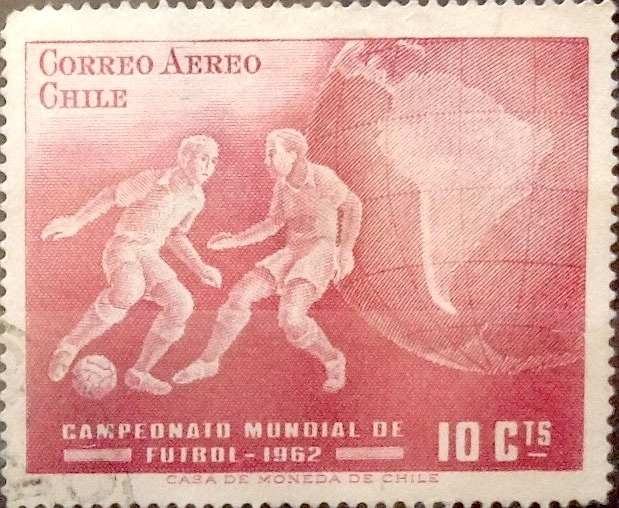 CORREO AEREO
CHILE
CAMPEONATO MUNDIAL DE
FUTBOL - 1962
10 CTS
CASA DE MONEDA DE CHILE